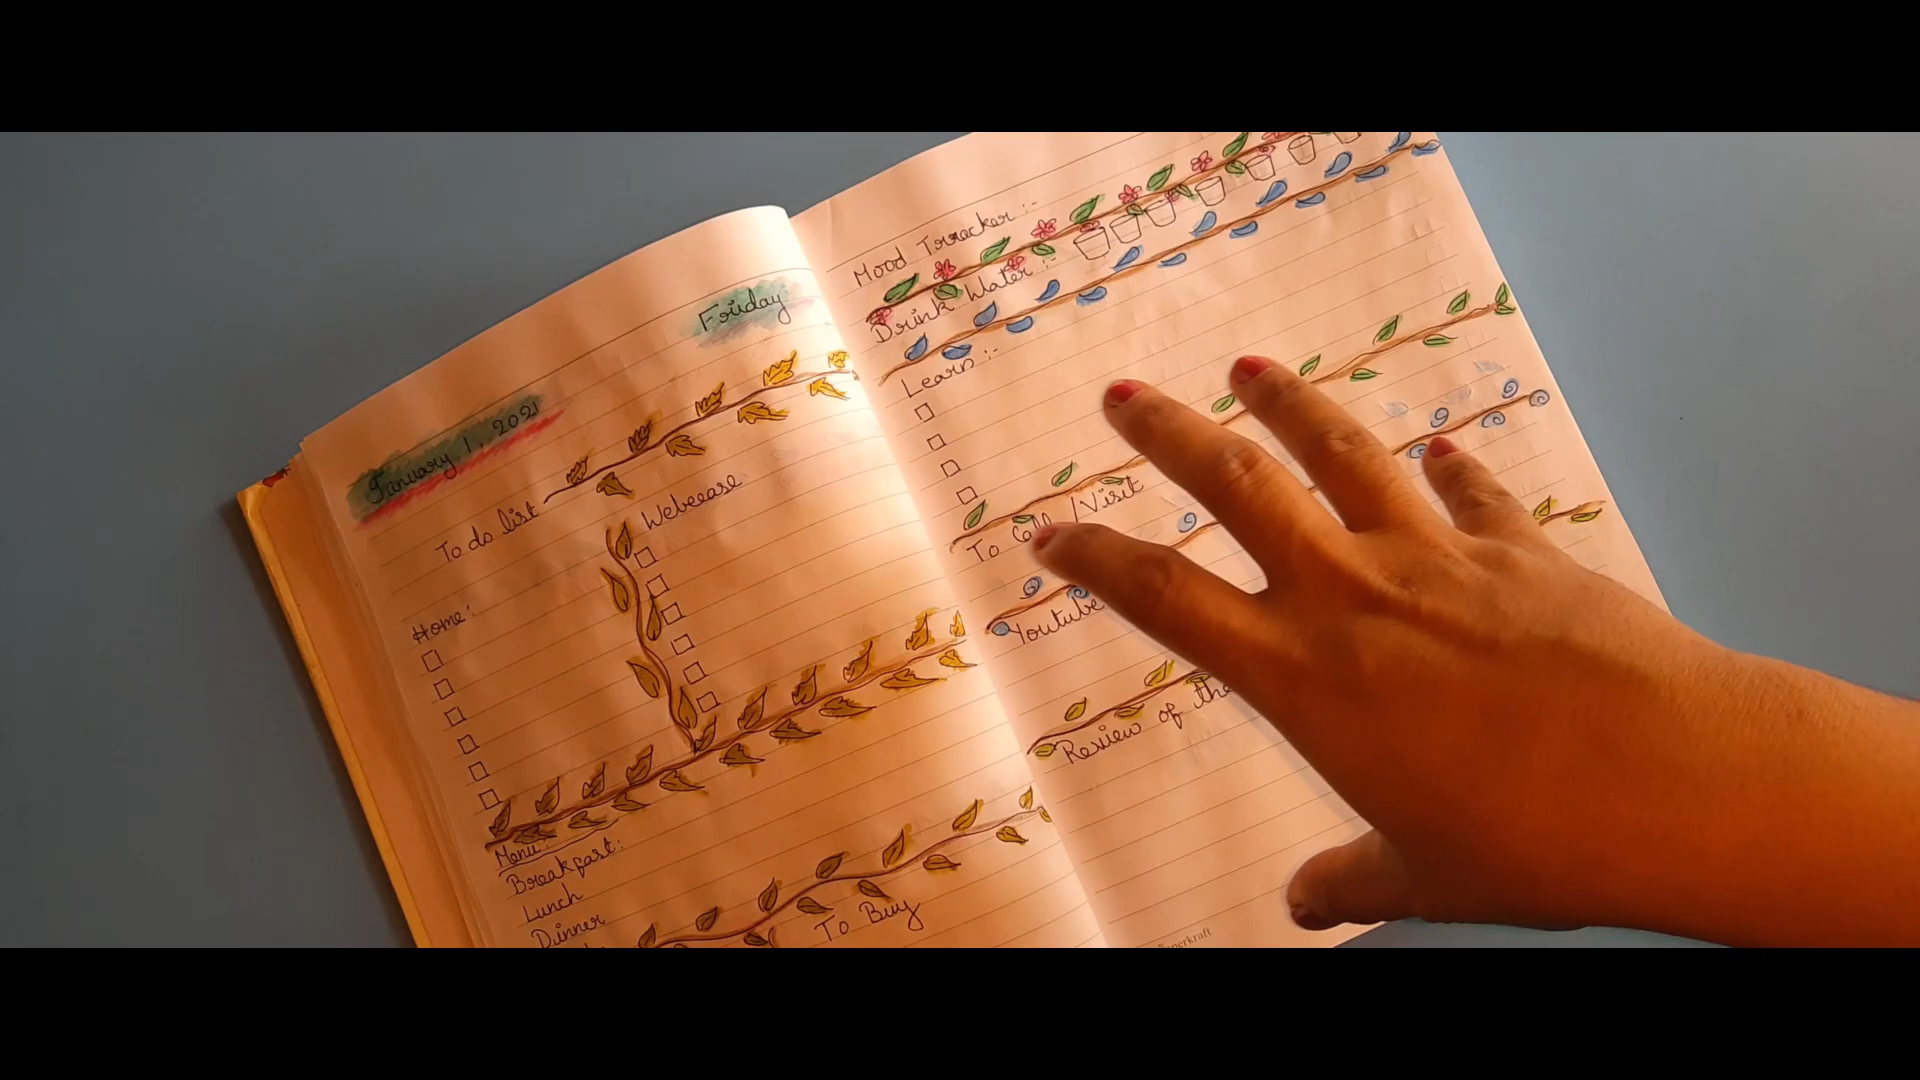 Friday
January 1, 2021
To do list
Webcease
Home:
Menu:
Breakfast:
Lunch
Dinner
To Buy
Mood Trracker :-
Drink Water :-
Learn :-
To Call /Visit
Youtube
Review of the